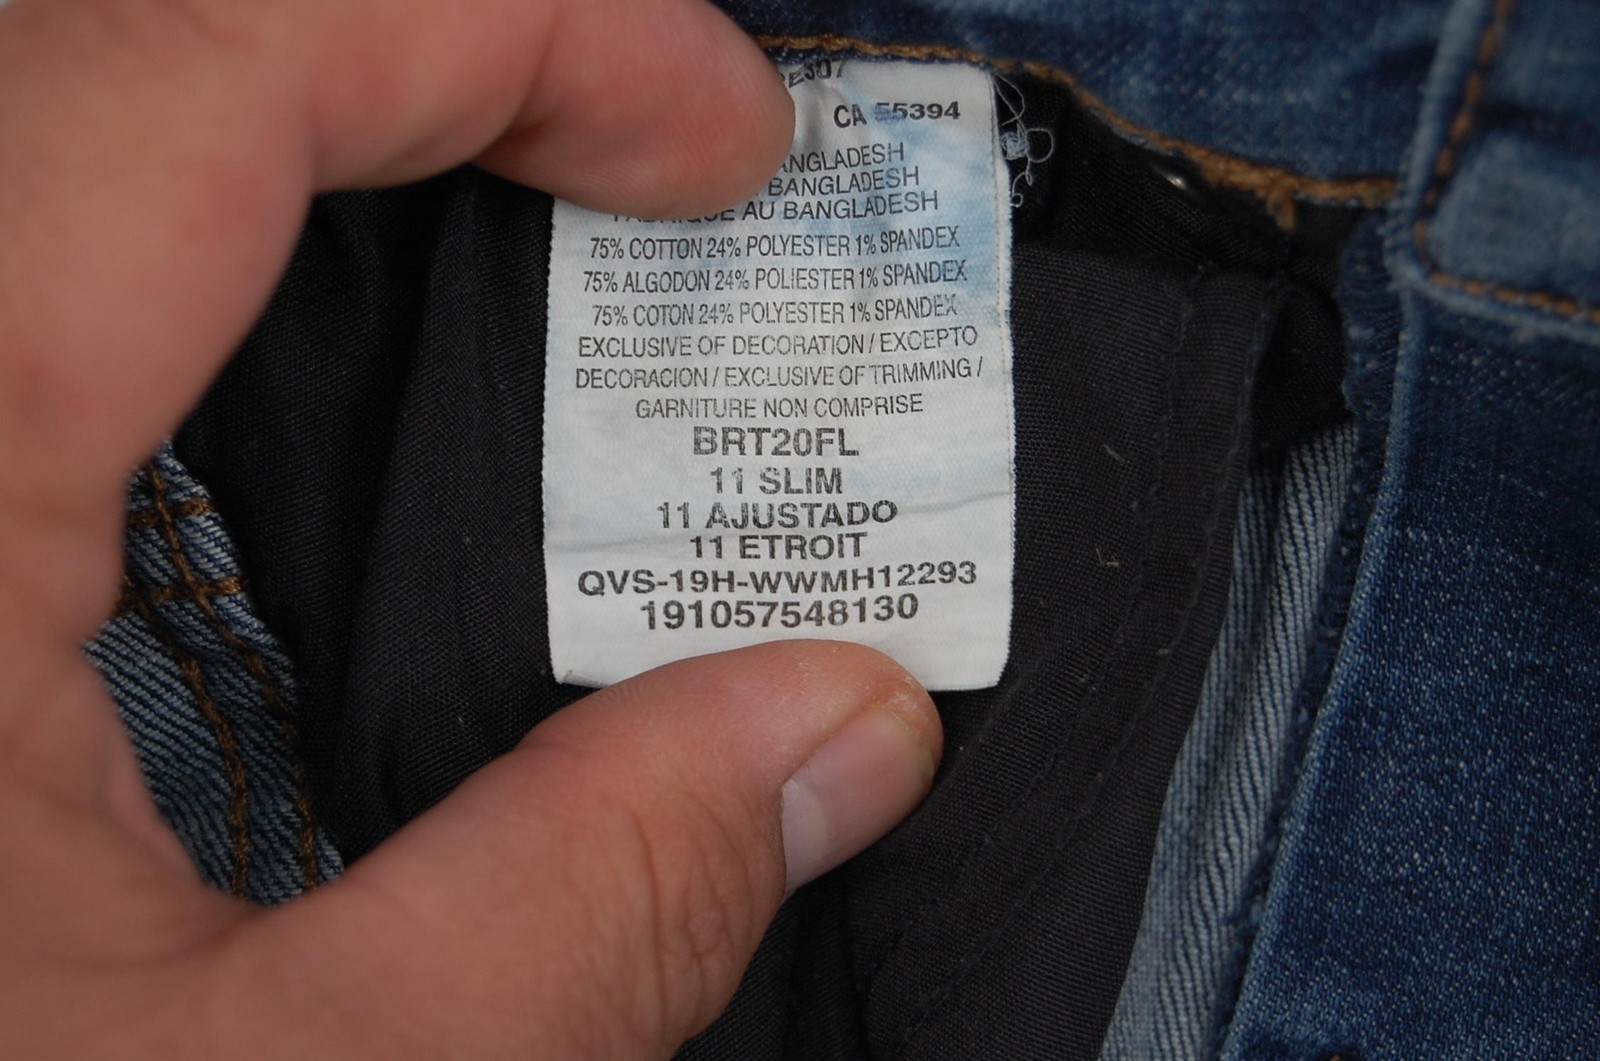 CA 55394
BANGLADESH
BANGLADESH
FABRIQUE AU BANGLADESH
75% COTTON 24% POLYESTER 1% SPANDEX
75% ALGODON 24% POLIESTER 1% SPANDEX
75% COTON 24% POLYESTER 1% SPANDEX
EXCLUSIVE OF DECORATION / EXCEPTO
DECORACION / EXCLUSIVE OF TRIMMING /
GARNITURE NON COMPRISE
BRT20FL
11 SLIM
11 AJUSTADO
11 ETROIT
QVS-19H-WWMH12293
191057548130